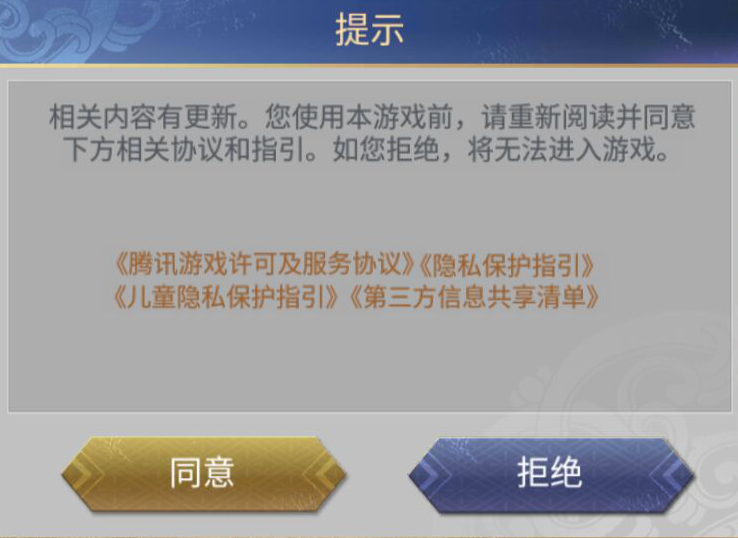 提示
相关内容有更新。您使用本游戏前，请重新阅读并同意
下方相关协议和指引。如您拒绝，将无法进入游戏。
《腾讯游戏许可及服务协议》《隐私保护指引》
《儿童隐私保护指引》《第三方信息共享清单》
同意
拒绝